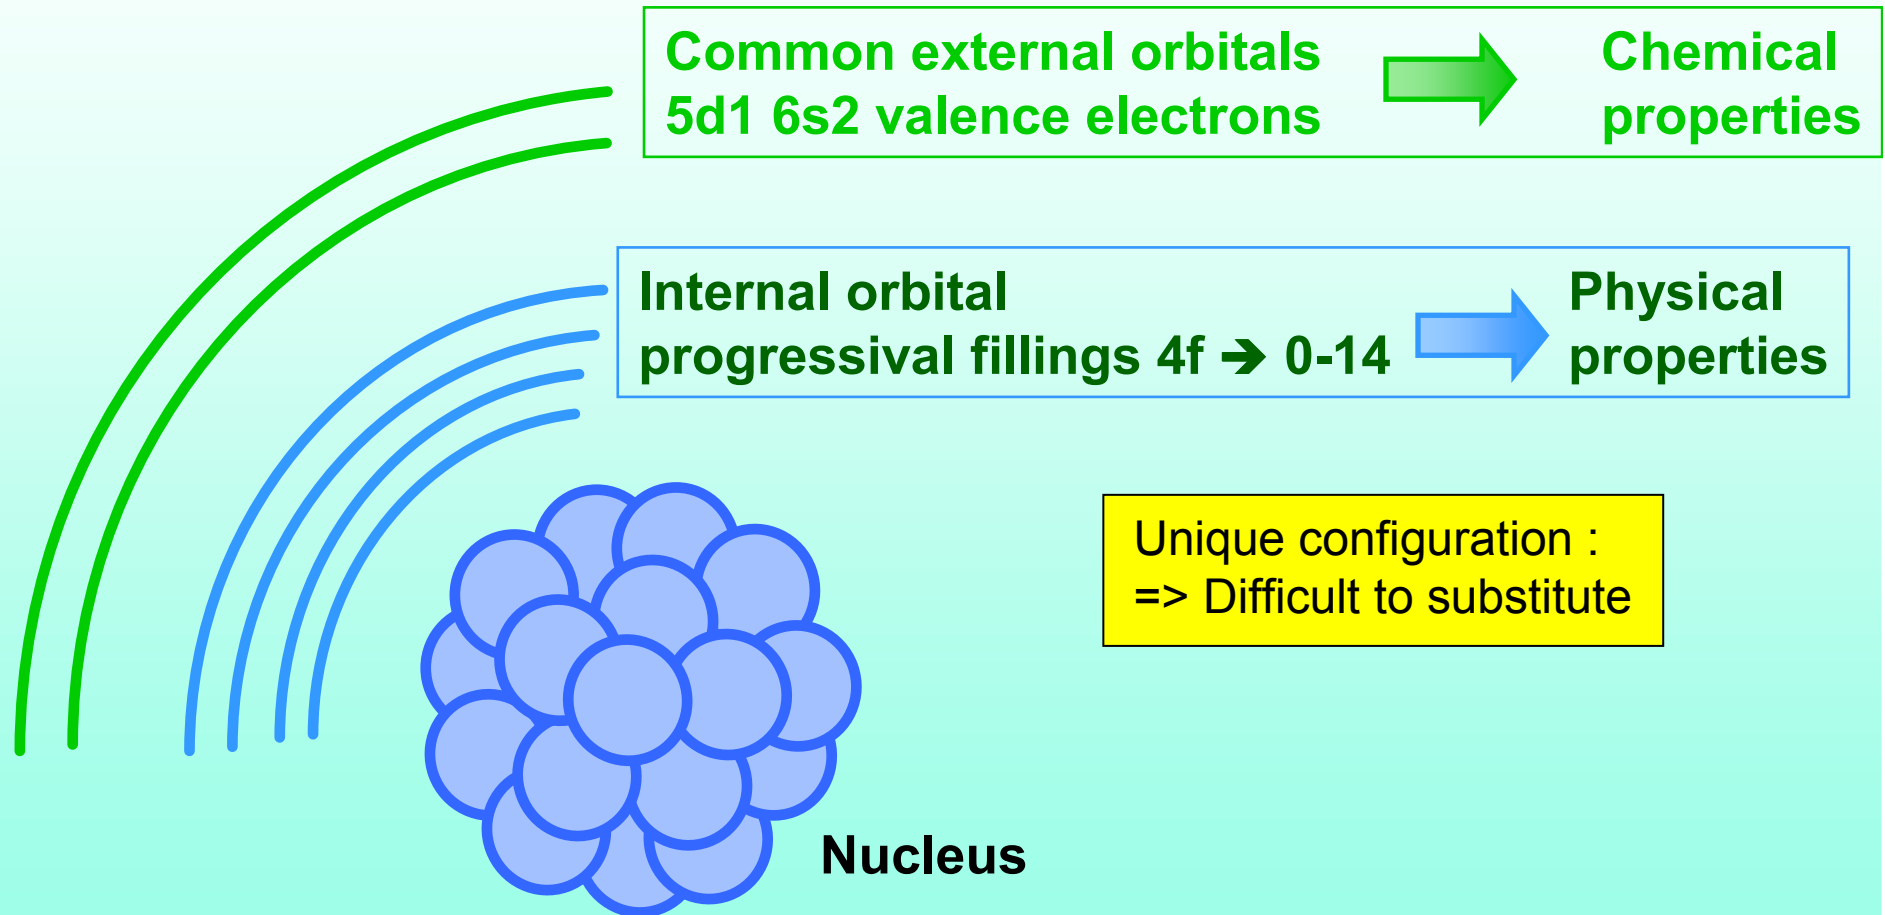 Common external orbitals
5d1 6s2 valence electrons
Chemical
properties
Internal orbital
progressival fillings 4f ➔ 0-14
Physical
properties
Unique configuration :
=> Difficult to substitute
Nucleus